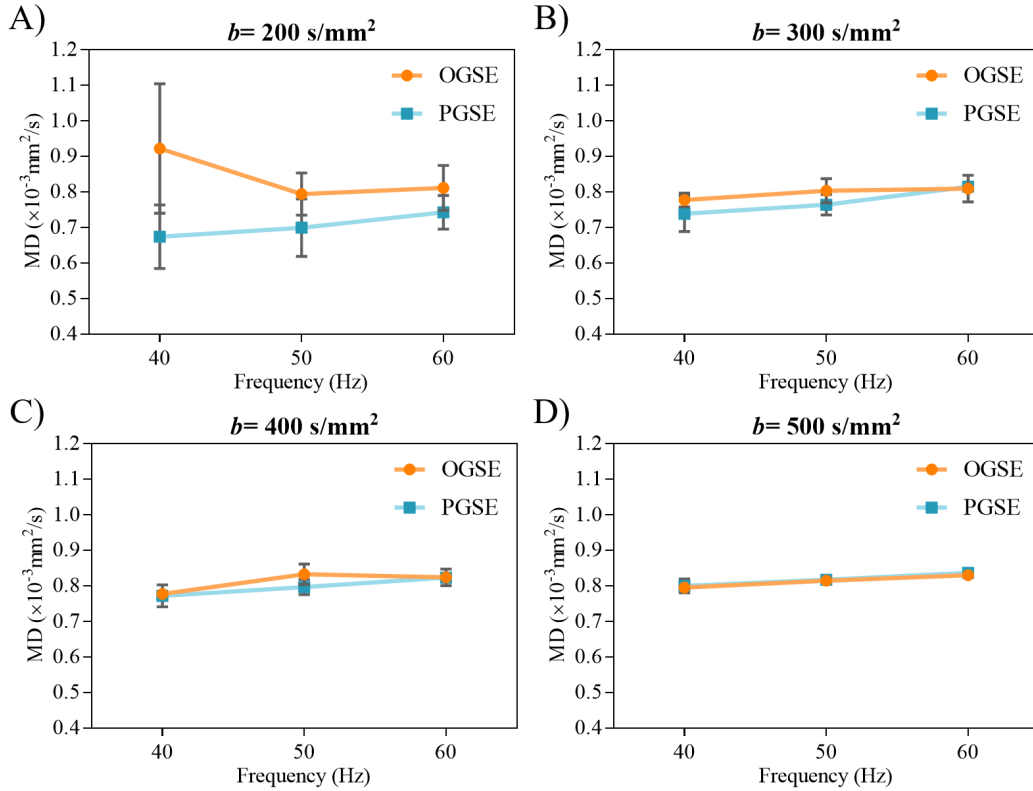 A)
b= 200 s/mm²
1.2
1.1
1.0
0.9
0.8
0.7
0.6
0.5
0.4
MD (×10⁻³mm²/s)
OGSE
PGSE
40
50
60
Frequency (Hz)
B)
b= 300 s/mm²
1.2
1.1
1.0
0.9
0.8
0.7
0.6
0.5
0.4
MD (×10⁻³mm²/s)
OGSE
PGSE
40
50
60
Frequency (Hz)
C)
b= 400 s/mm²
1.2
1.1
1.0
0.9
0.8
0.7
0.6
0.5
0.4
MD (×10⁻³mm²/s)
OGSE
PGSE
40
50
60
Frequency (Hz)
D)
b= 500 s/mm²
1.2
1.1
1.0
0.9
0.8
0.7
0.6
0.5
0.4
MD (×10⁻³mm²/s)
OGSE
PGSE
40
50
60
Frequency (Hz)